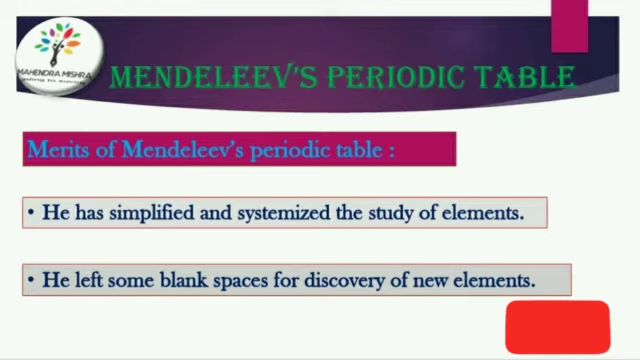 MAHENDRA MISHRA
MENDELEEV'S PERIODIC TABLE
Merits of Mendeleev's periodic table :
• He has simplified and systemized the study of elements.
• He left some blank spaces for discovery of new elements.